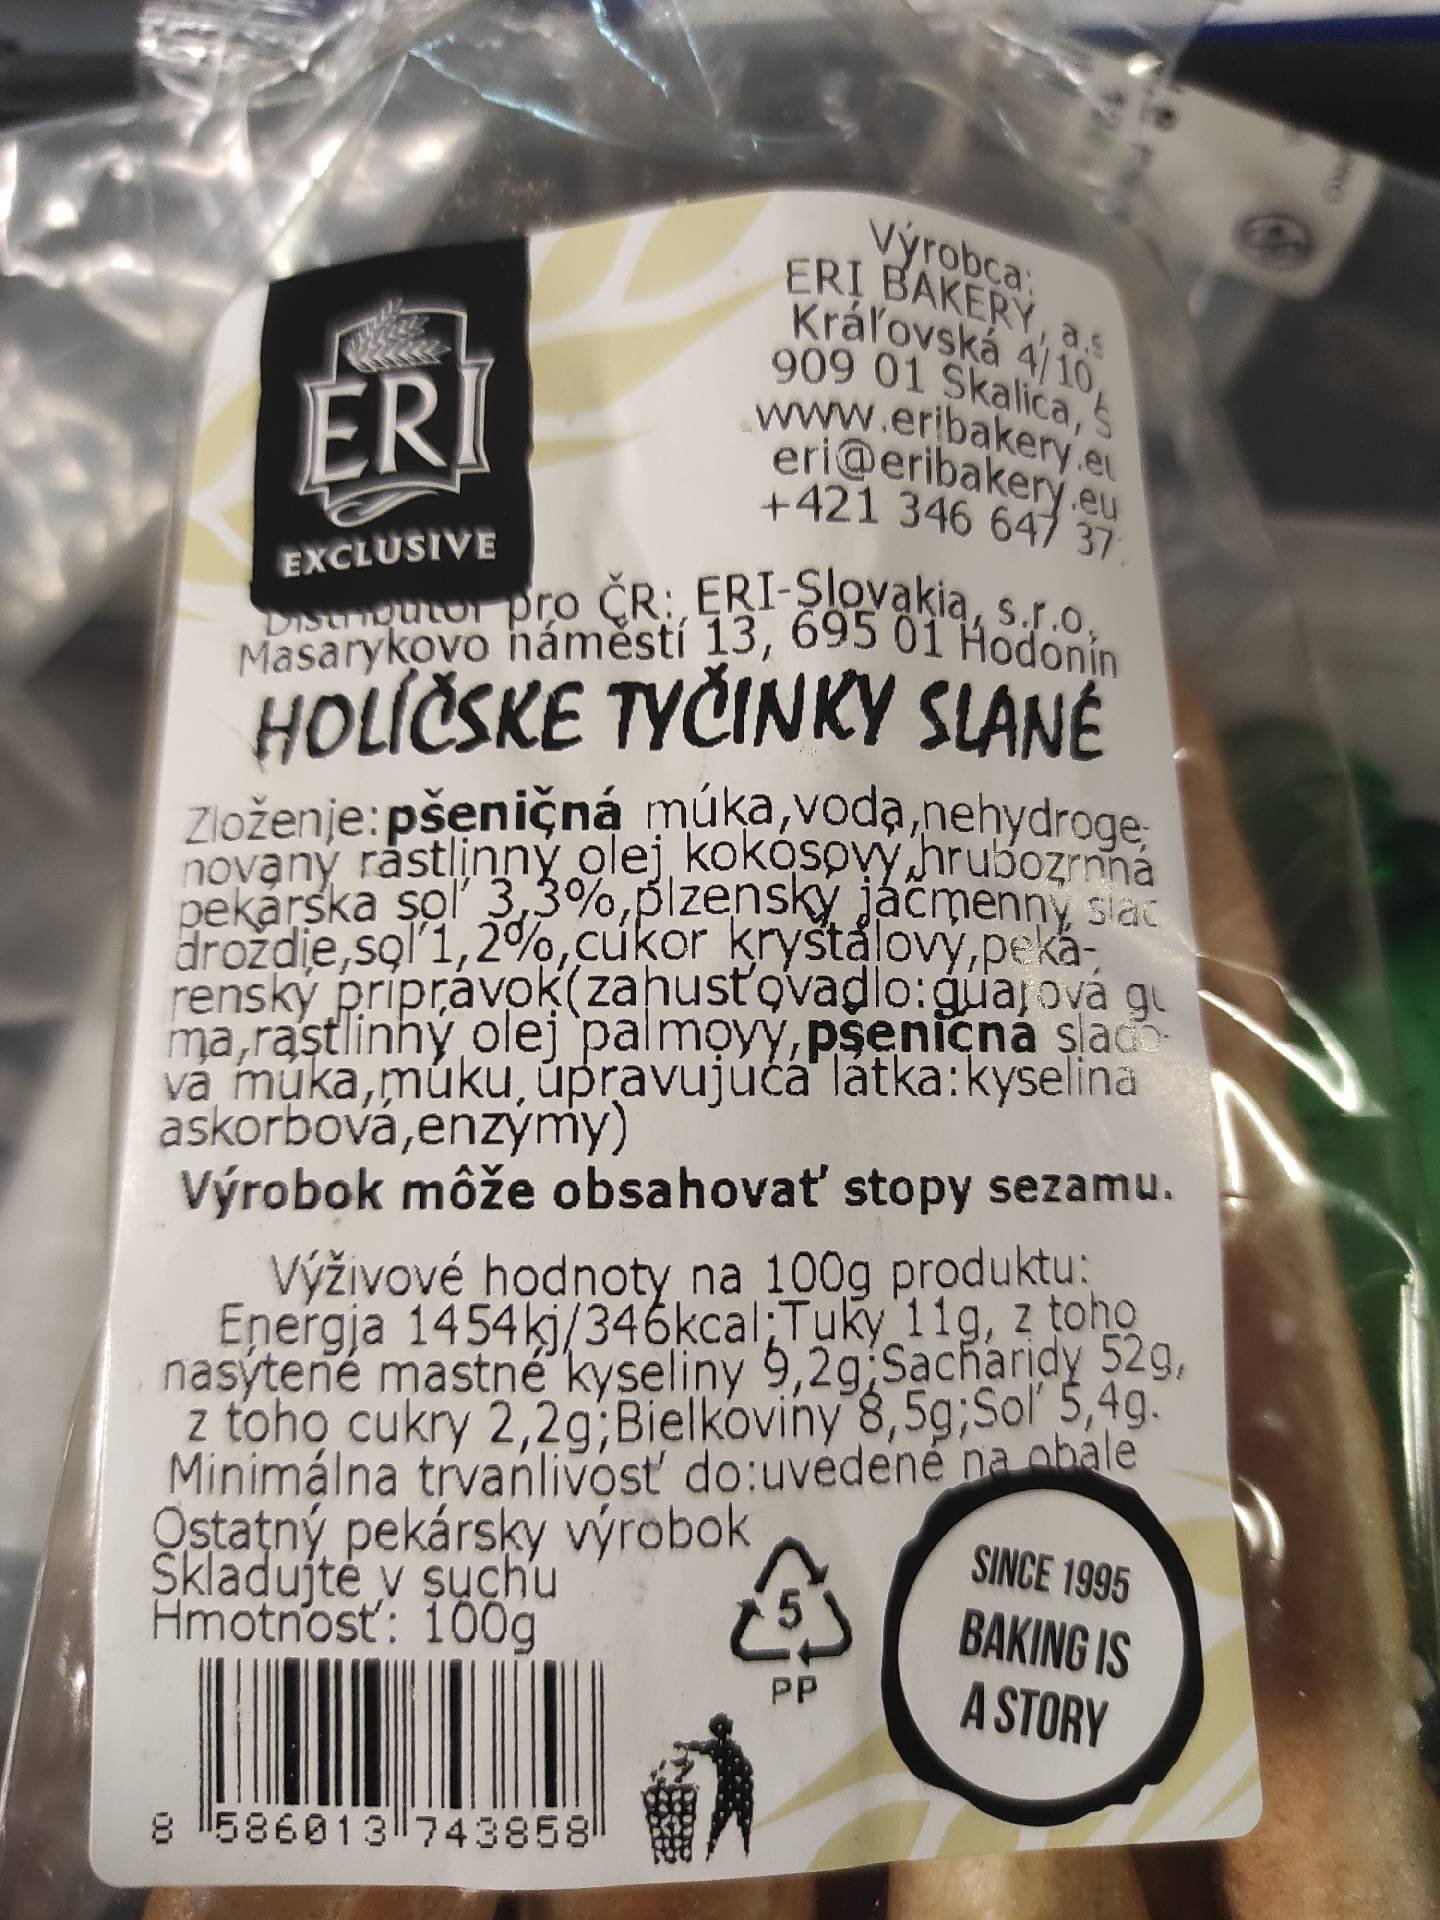 ERI
EXCLUSIVE
Výrobca:
ERI BAKERY, a.s
Kráľovská 4/10,
909 01 Skalica, S
www.eribakery.eu
eri@eribakery.eu
+421 346 647 37
Distributor pro ČR: ERI-Slovakia, s.r.o,
Masarykovo náměstí 13, 695 01 Hodonín
HOLÍČSKE TYČINKY SLANÉ
Zloženie:pšeničná múka,voda,nehydroge-
novaný rastlinný olej kokosový,hrubozrnná
pekárska soľ 3,3%,plzenský jačmenný slad
droždie,soľ1,2%,cukor kryštálový,peká-
renský prípravok(zahusťovadlo:guarová gu
ma,rastlinný olej palmový,pšeničná slado-
vá múka,múku upravujúca látka:kyselina
askorbová,enzýmy)
Výrobok môže obsahovať stopy sezamu.
Výživové hodnoty na 100g produktu:
Energia 1454kj/346kcal;Tuky 11g, z toho
nasýtené mastné kyseliny 9,2g;Sacharidy 52g,
z toho cukry 2,2g;Bielkoviny 8,5g;Soľ 5,4g.
Minimálna trvanlivosť do:uvedené na obale
Ostatný pekársky výrobok
Skladujte v suchu
Hmotnosť: 100g
5
PP
SINCE 1995
BAKING IS
A STORY
8 586013 743858